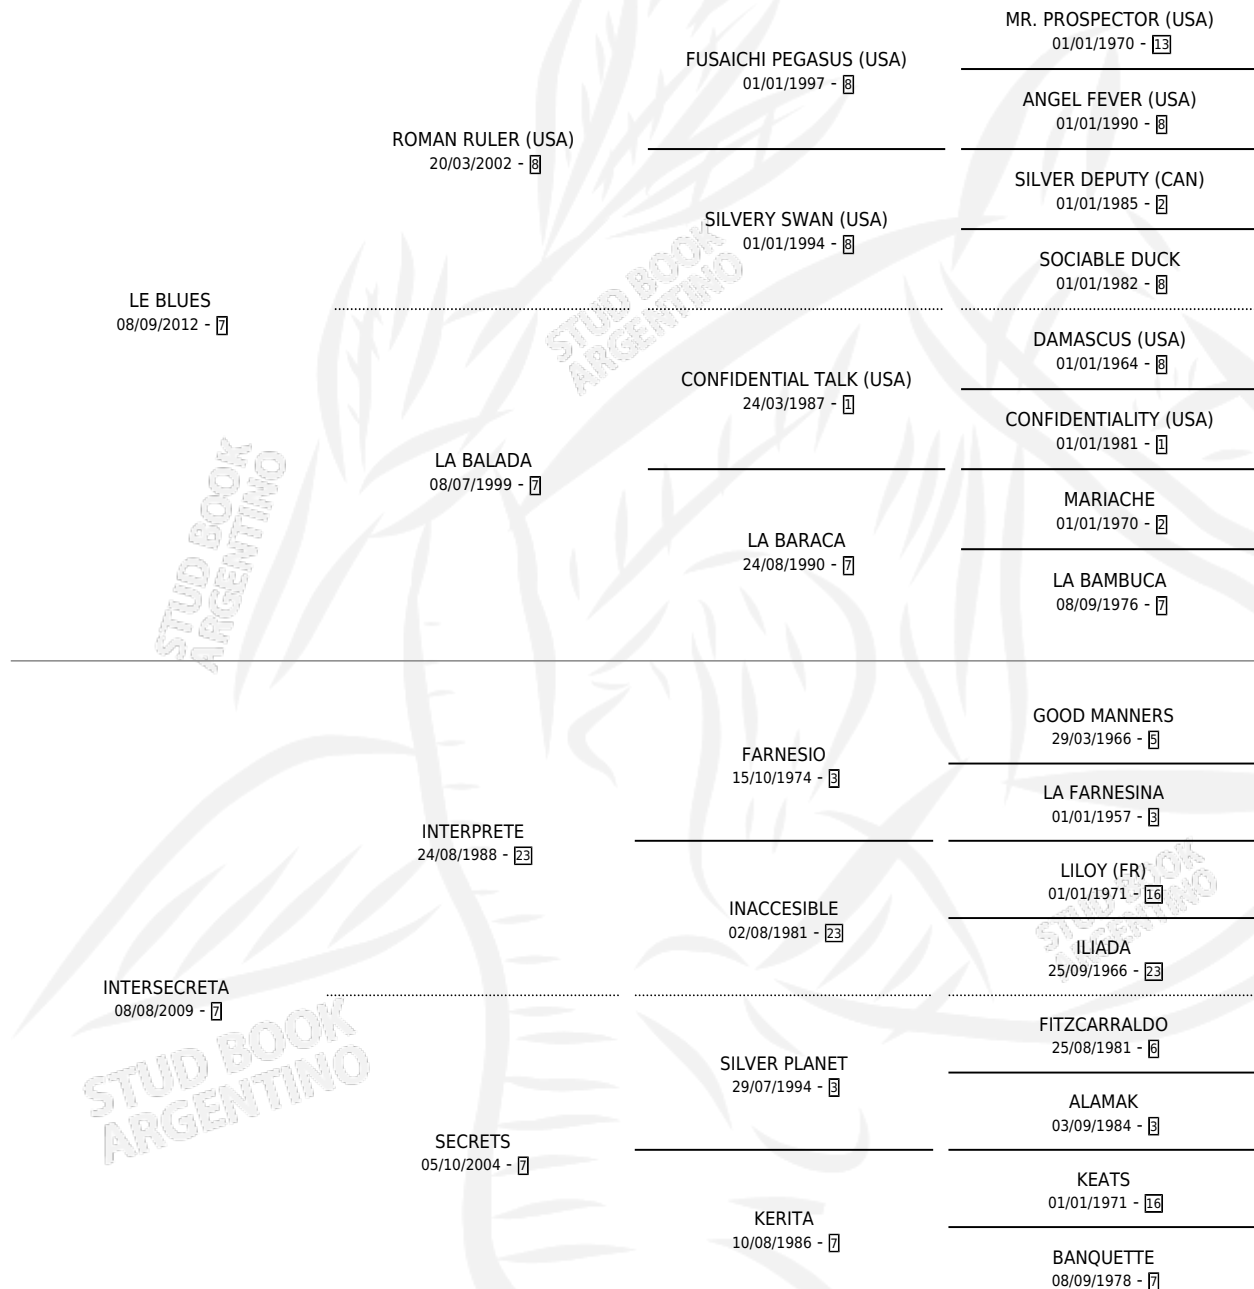 MR. PROSPECTOR (USA)
01/01/1970 - 13
FUSAICHI PEGASUS (USA)
01/01/1997 - 8
ANGEL FEVER (USA)
01/01/1990 - 8
ROMAN RULER (USA)
20/03/2002 - 8
SILVER DEPUTY (CAN)
01/01/1985 - 2
SILVERY SWAN (USA)
01/01/1994 - 8
SOCIABLE DUCK
01/01/1982 - 8
LE BLUES
08/09/2012 - 7
DAMASCUS (USA)
01/01/1964 - 8
CONFIDENTIAL TALK (USA)
24/03/1987 - 1
CONFIDENTIALITY (USA)
01/01/1981 - 1
LA BALADA
08/07/1999 - 7
MARIACHE
01/01/1970 - 2
LA BARACA
24/08/1990 - 7
LA BAMBUCA
08/09/1976 - 7
GOOD MANNERS
29/03/1966 - 5
FARNESIO
15/10/1974 - 3
LA FARNESINA
01/01/1957 - 3
INTERPRETE
24/08/1988 - 23
LILOY (FR)
01/01/1971 - 16
INACCESIBLE
02/08/1981 - 23
ILIADA
25/09/1966 - 23
INTERSECRETA
08/08/2009 - 7
FITZCARRALDO
25/08/1981 - 6
SILVER PLANET
29/07/1994 - 3
ALAMAK
03/09/1984 - 3
SECRETS
05/10/2004 - 7
KEATS
01/01/1971 - 16
KERITA
10/08/1986 - 7
BANQUETTE
08/09/1978 - 7
STUD BOOK
ARGENTINO
STUD BOOK
ARGENTINO
STUD BOOK
ARGENTINO
STUD BOOK
ARGENTINO